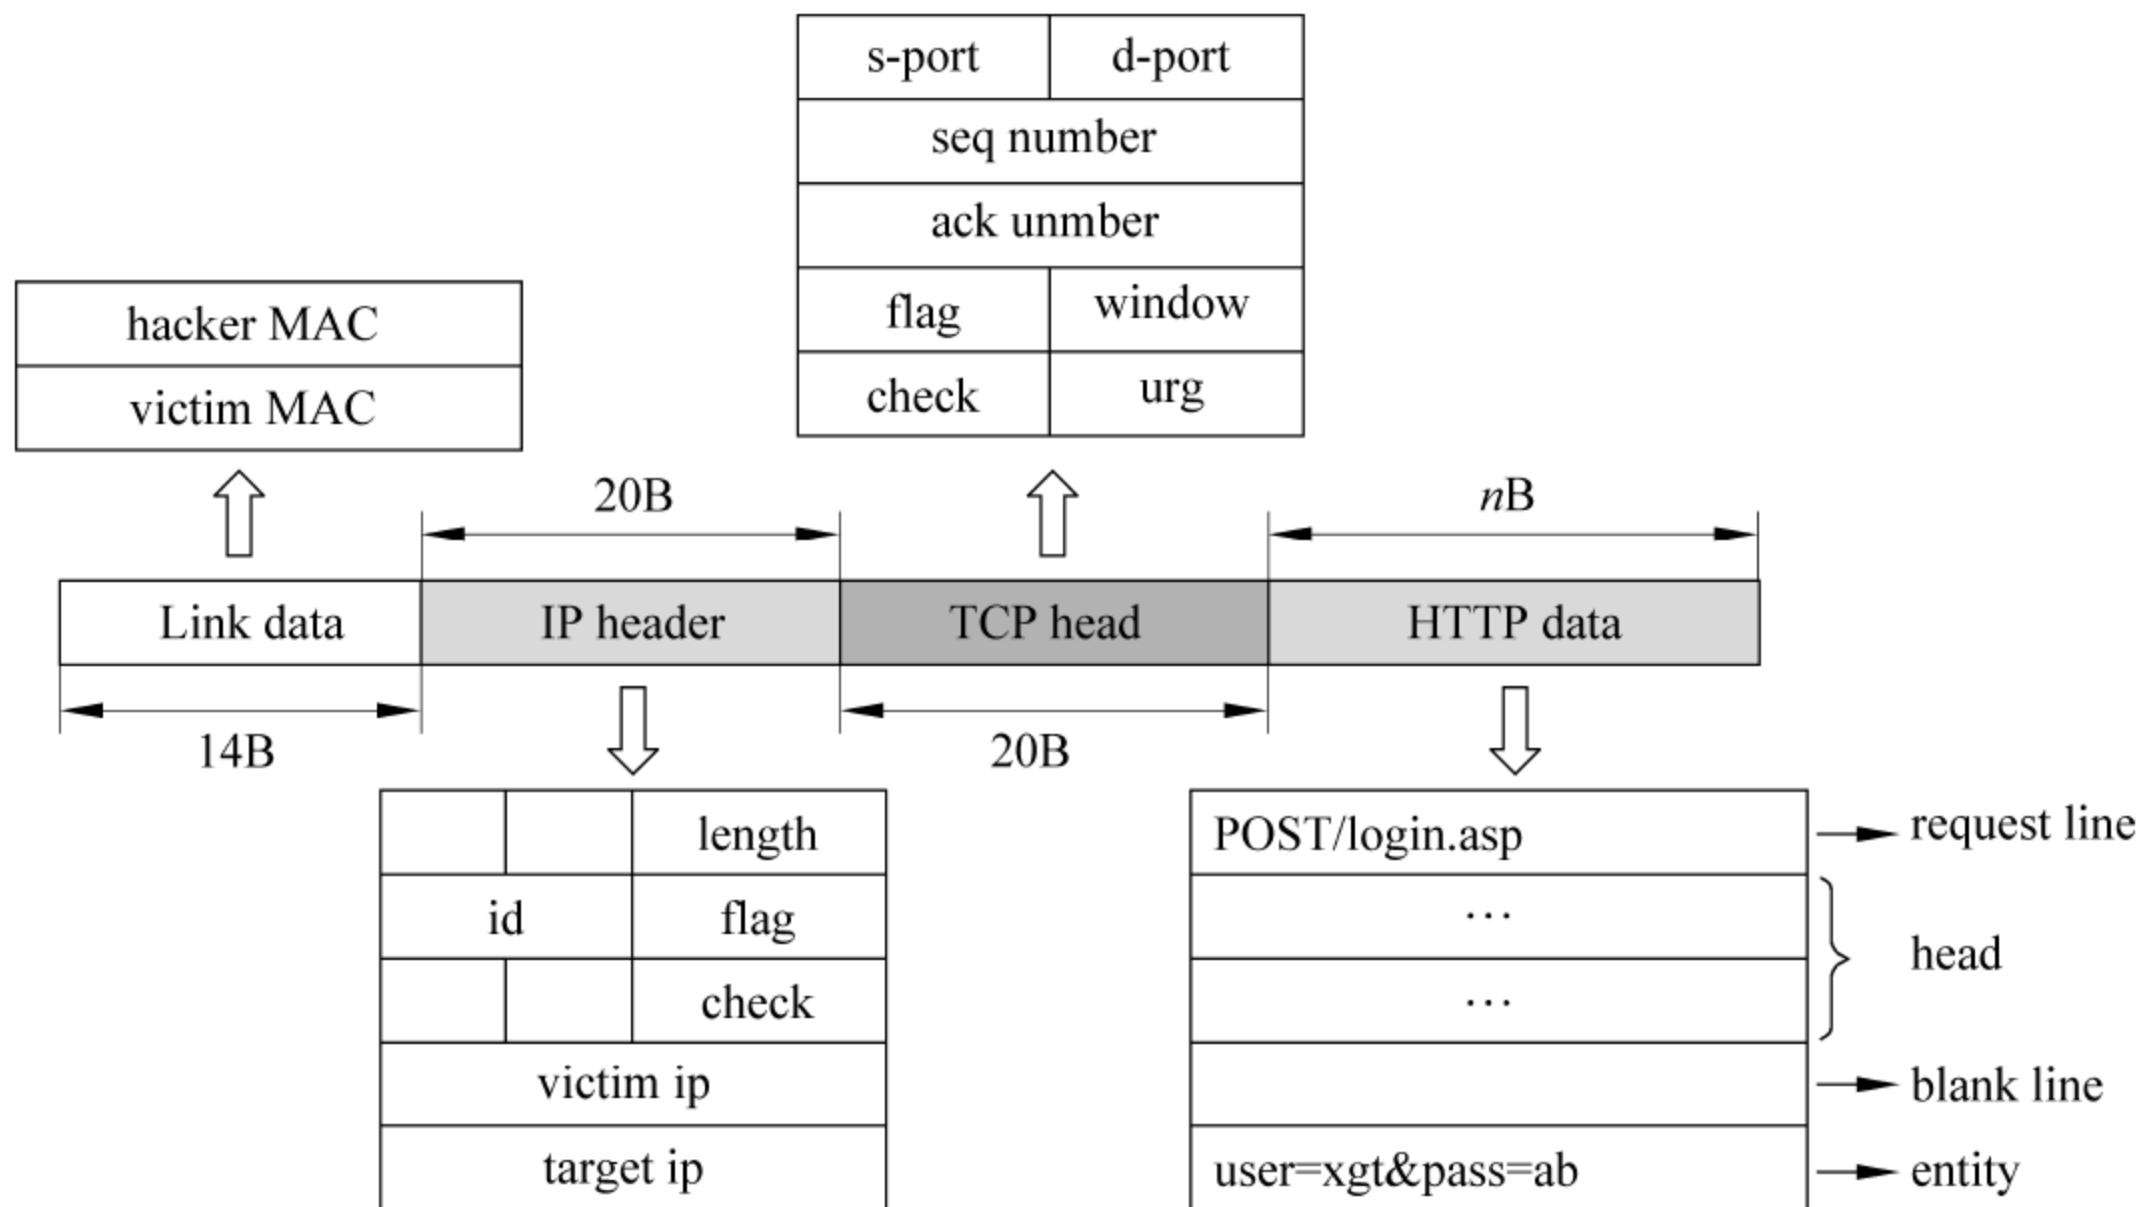 s-port d-port
seq number
ack unmber
flag window
check urg
hacker MAC
victim MAC
20B nB
Link data IP header TCP head HTTP data
14B 20B
length
id flag
check
victim ip
target ip
POST/login.asp request line
...
... head
blank line
user=xgt&pass=ab entity